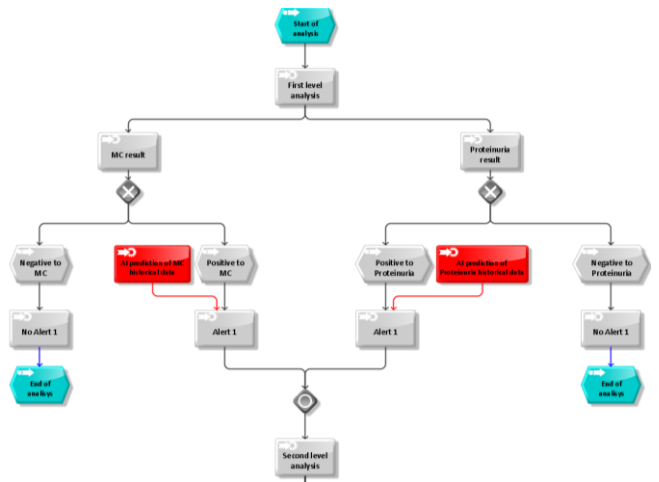 Start of
analysis
First level
analysis
MC result
Proteinuria
result
Negative to
MC
AI prediction of MC
historical data
Positive to
MC
Positive to
Proteinuria
AI prediction of
Proteinuria historical data
Negative to
Proteinuria
No Alert 1
Alert 1
Alert 1
No Alert 1
End of
analisys
End of
analisys
Second level
analysis